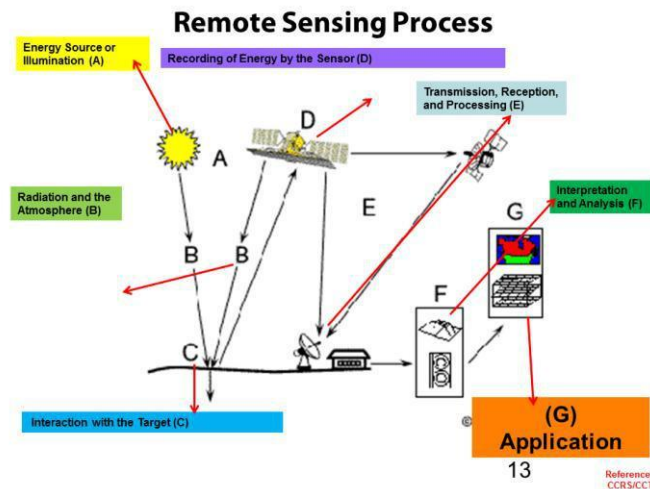 Remote Sensing Process
Energy Source or
Illumination (A)
Recording of Energy by the Sensor (D)
Transmission, Reception,
and Processing (E)
D
A
Radiation and the
Atmosphere (B)
E
Interpretation
and Analysis (F)
G
B
B
F
C
Interaction with the Target (C)
©
(G)
Application
13
Reference
CCRS/CCT